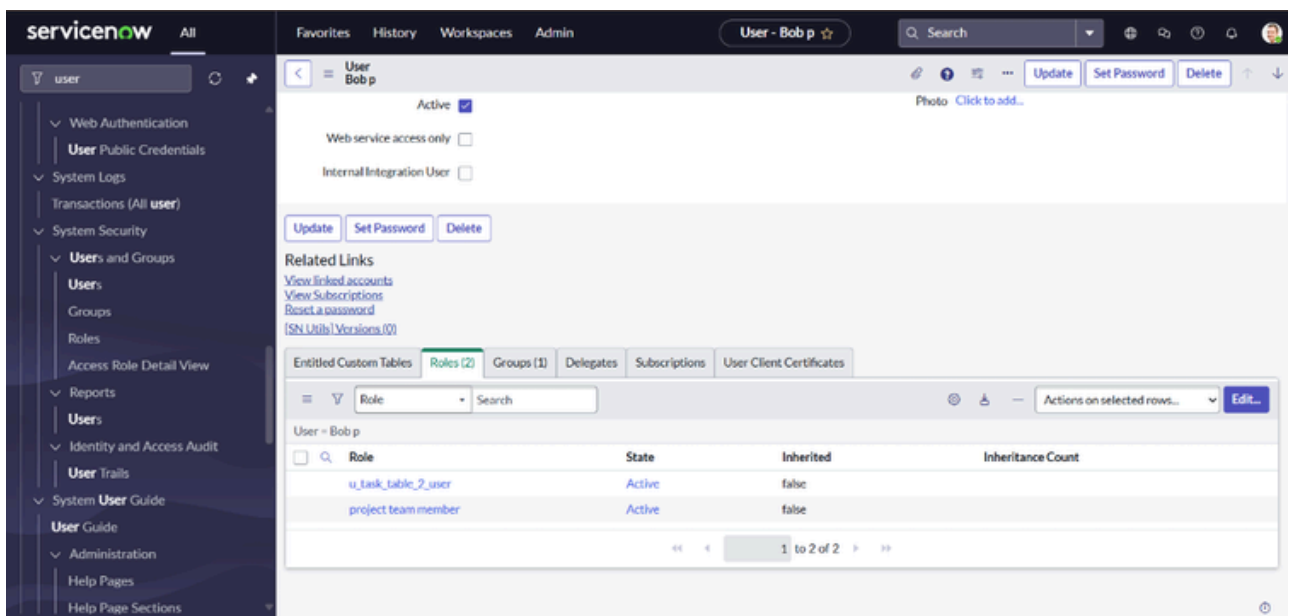 servicenow All Favorites History Workspaces Admin User - Bob p Search
user
User
Bob p
Update Set Password Delete
Web Authentication
User Public Credentials
System Logs
Transactions (All user)
System Security
Users and Groups
Users
Groups
Roles
Access Role Detail View
Reports
Users
Identity and Access Audit
User Trails
System User Guide
User Guide
Administration
Help Pages
Help Page Sections
Active
Photo Click to add...
Web service access only
Internal Integration User
Update Set Password Delete
Related Links
View linked accounts
View Subscriptions
Reset a password
[SN Utils] Versions (0)
Entitled Custom Tables Roles (2) Groups (1) Delegates Subscriptions User Client Certificates
Role Search Actions on selected rows... Edit...
User = Bob p
Role State Inherited Inheritance Count
u_task_table_2_user Active false
project team member Active false
1 to 2 of 2